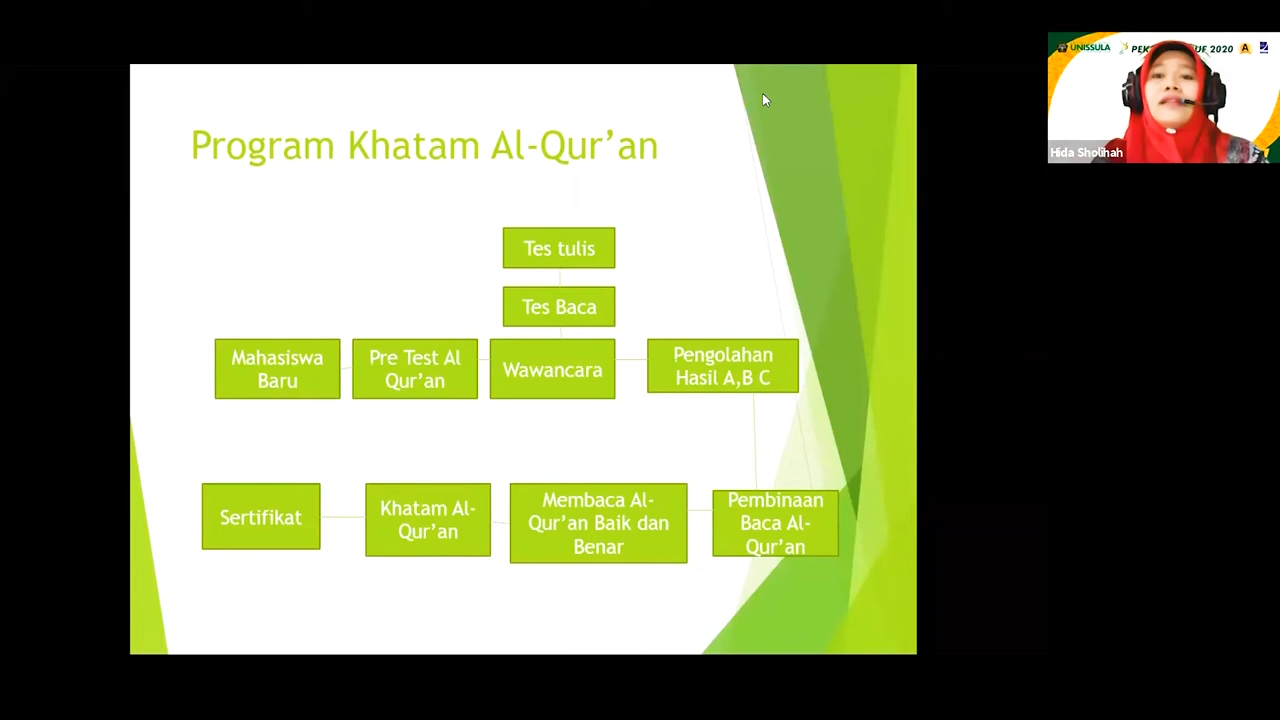 Program Khatam Al-Qur’an
Tes tulis
Tes Baca
Mahasiswa
Baru
Pre Test Al
Qur’an
Wawancara
Pengolahan
Hasil A,B C
Sertifikat
Khatam Al-
Qur’an
Membaca Al-
Qur’an Baik dan
Benar
Pembinaan
Baca Al-
Qur’an
UNISSULA
2020
Hida Sholihah